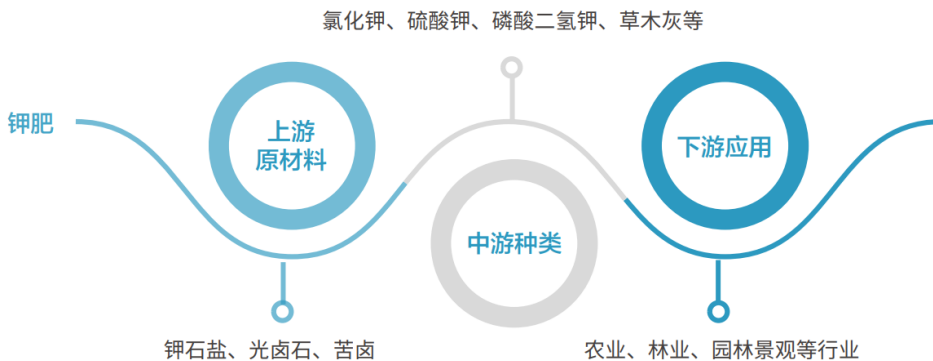 氯化钾、硫酸钾、磷酸二氢钾、草木灰等
钾肥
上游
原材料
下游应用
中游种类
钾石盐、光卤石、苦卤
农业、林业、园林景观等行业